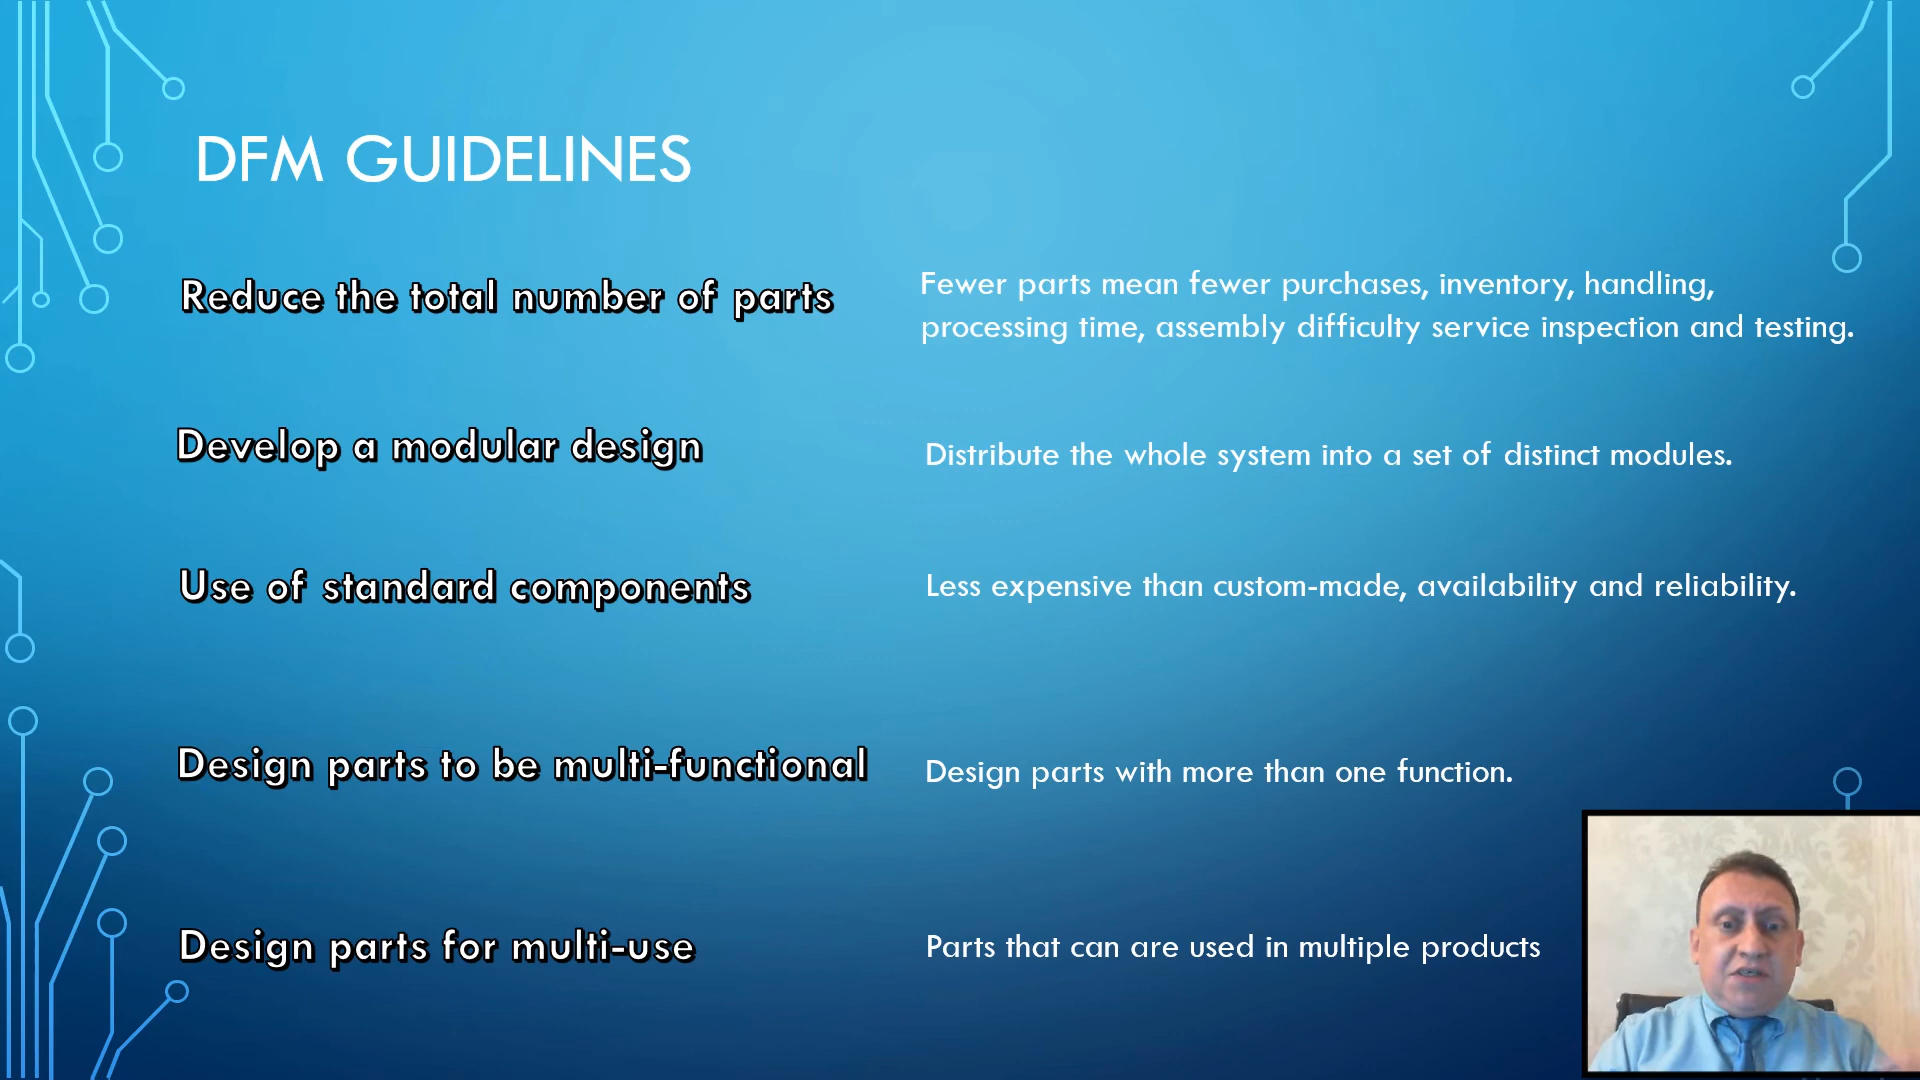 DFM GUIDELINES
Reduce the total number of parts
Fewer parts mean fewer purchases, inventory, handling,
processing time, assembly difficulty service inspection and testing.
Develop a modular design
Distribute the whole system into a set of distinct modules.
Use of standard components
Less expensive than custom-made, availability and reliability.
Design parts to be multi-functional
Design parts with more than one function.
Design parts for multi-use
Parts that can are used in multiple products